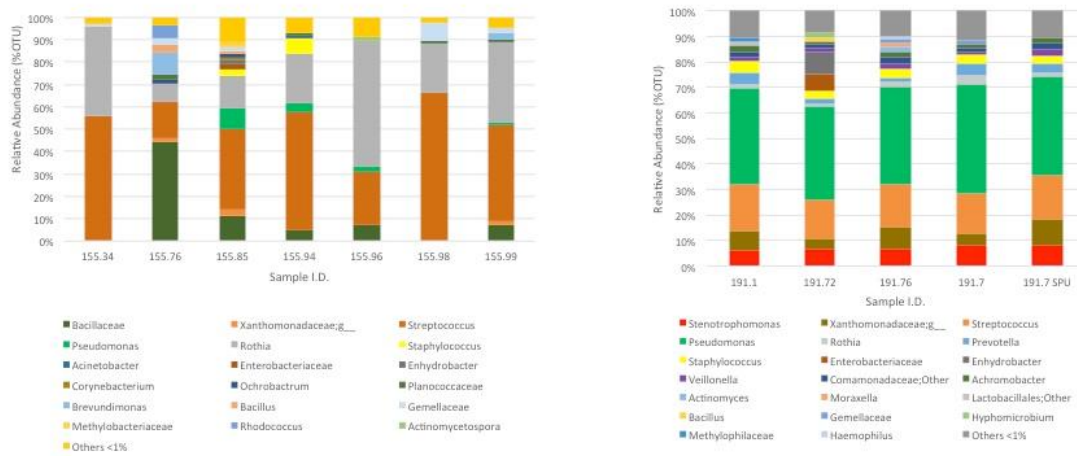 Relative Abundance (%OTU)
100%
90%
80%
70%
60%
50%
40%
30%
20%
10%
0%
155.34 155.76 155.85 155.94 155.96 155.98 155.99
Sample I.D.
Bacillaceae Xanthomonadaceae;g__ Streptococcus
Pseudomonas Rothia Staphylococcus
Acinetobacter Enterobacteriaceae Enhydrobacter
Corynebacterium Ochrobactrum Planococcaceae
Brevundimonas Bacillus Gemellaceae
Methylobacteriaceae Rhodococcus Actinomycetospora
Others <1%
Relative Abundance (%OTU)
100%
90%
80%
70%
60%
50%
40%
30%
20%
10%
0%
191.1 191.72 191.76 191.7 191.7 SPU
Sample I.D.
Stenotrophomonas Xanthomonadaceae;g__ Streptococcus
Pseudomonas Rothia Prevotella
Staphylococcus Enterobacteriaceae Enhydrobacter
Veillonella Comamonadaceae;Other Achromobacter
Actinomyces Moraxella Lactobacillales;Other
Bacillus Gemellaceae Hyphomicrobium
Methylophilaceae Haemophilus Others <1%